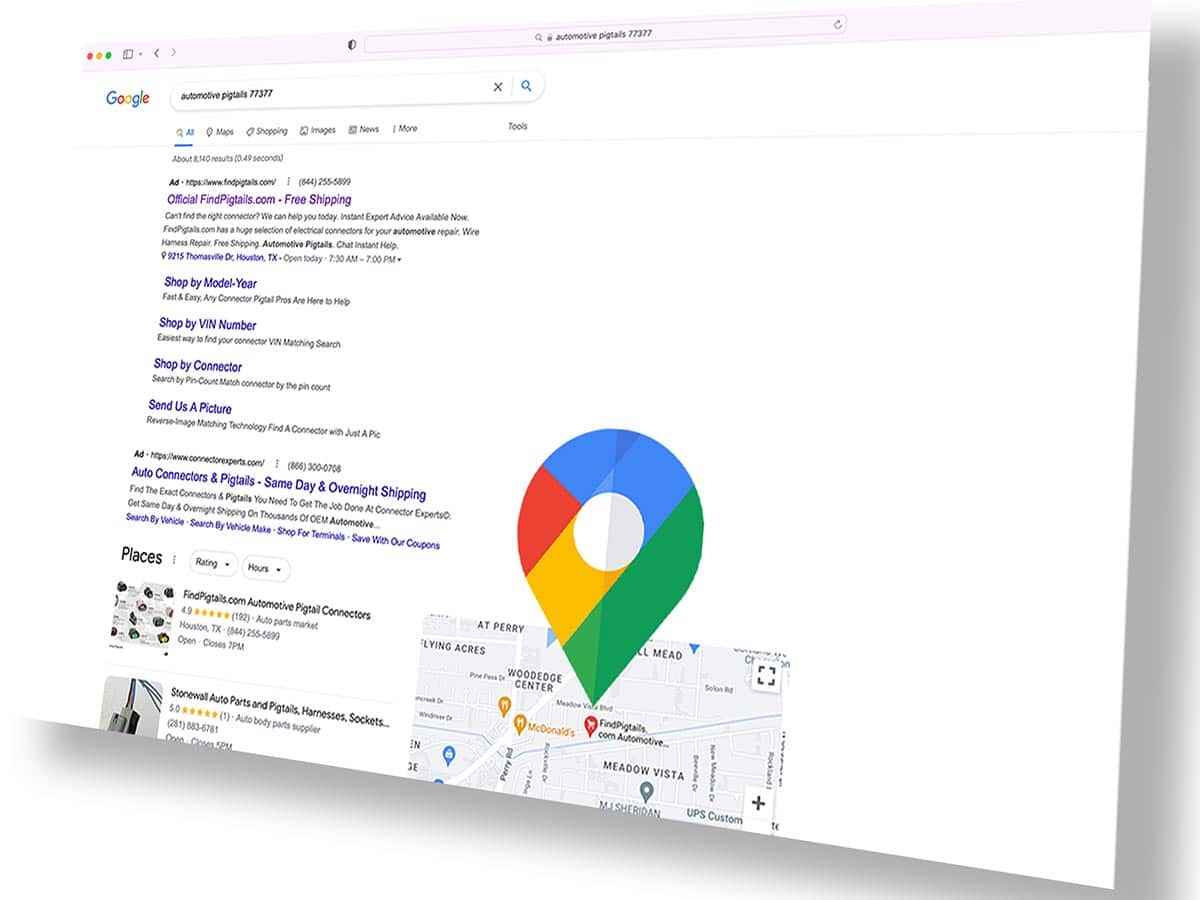 automotive pigtails 77377
Google
automotive pigtails 77377
All Maps Shopping Images News More Tools
About 8,140 results (0.49 seconds)
Ad · https://www.findpigtails.com/ (844) 255-5899
Official FindPigtails.com - Free Shipping
Can't find the right connector? We can help you today. Instant Expert Advice Available Now.
FindPigtails.com has a huge selection of electrical connectors for your automotive repair. Wire
Harness Repair. Free Shipping. Automotive Pigtails. Chat Instant Help.
9215 Thomasville Dr, Houston, TX - Open today · 7:30 AM – 7:00 PM
Shop by Model-Year
Fast & Easy, Any Connector Pigtail Pros Are Here to Help
Shop by VIN Number
Easiest way to find your connector VIN Matching Search
Shop by Connector
Search by Pin-Count Match connector by the pin count
Send Us A Picture
Reverse-Image Matching Technology Find A Connector with Just A Pic
Ad · https://www.connectorexperts.com/ (866) 300-0708
Auto Connectors & Pigtails - Same Day & Overnight Shipping
Find The Exact Connectors & Pigtails You Need To Get The Job Done At Connector Experts©.
Get Same Day & Overnight Shipping On Thousands Of OEM Automotive...
Search By Vehicle · Search By Vehicle Make · Shop For Terminals · Save With Our Coupons
Places
Rating Hours
FindPigtails.com Automotive Pigtail Connectors
4.9 (192) · Auto parts market
Houston, TX · (844) 255-5899
Open · Closes 7PM
Stonewall Auto Parts and Pigtails, Harnesses, Sockets...
5.0 (1) · Auto body parts supplier
(281) 883-6781
Open · Closes 5PM
AT PERRY
FLYING ACRES
LL MEAD
Pine Pass Dr
WOODEDGE
CENTER
Solon Rd
Meadow Vista Blvd
Windriver Dr
McDonald's
FindPigtails.
com Automotive...
Perry Rd
Inga Ln
Rockville Dr
MEADOW VISTA
Beeville Dr
New Meadow Dr
Rockland
MJ SHERIDAN
UPS Custom